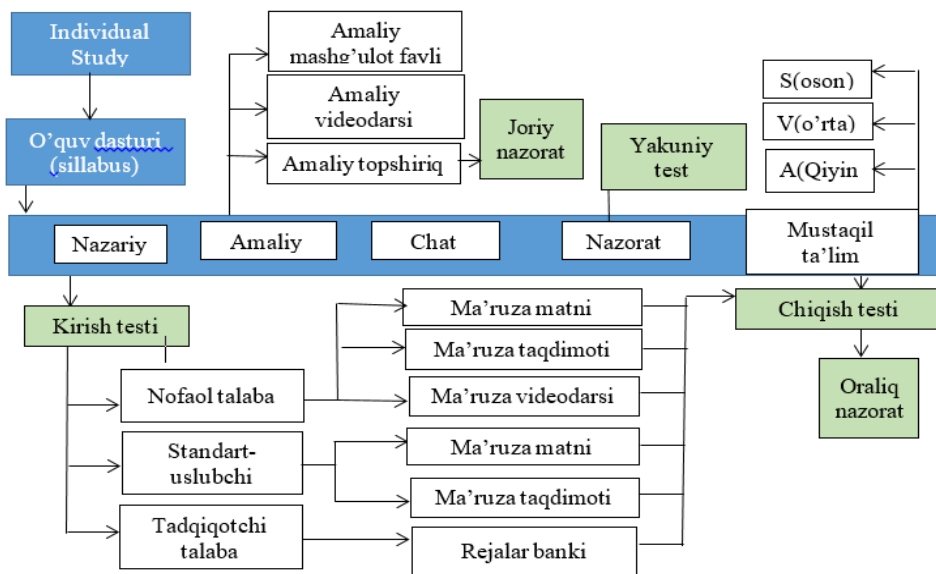 Individual
Study
O’quv dasturi
(sillabus)
Amaliy
mashg’ulot favli
Amaliy
videodarsi
Amaliy topshiriq
Joriy
nazorat
Yakuniy
test
S(oson)
V(o’rta)
A(Qiyin
Nazariy
Amaliy
Chat
Nazorat
Mustaqil
ta’lim
Kirish testi
Nofaol talaba
Standart-
uslubchi
Tadqiqotchi
talaba
Ma’ruza matni
Ma’ruza taqdimoti
Ma’ruza videodarsi
Ma’ruza matni
Ma’ruza taqdimoti
Rejalar banki
Chiqish testi
Oraliq
nazorat